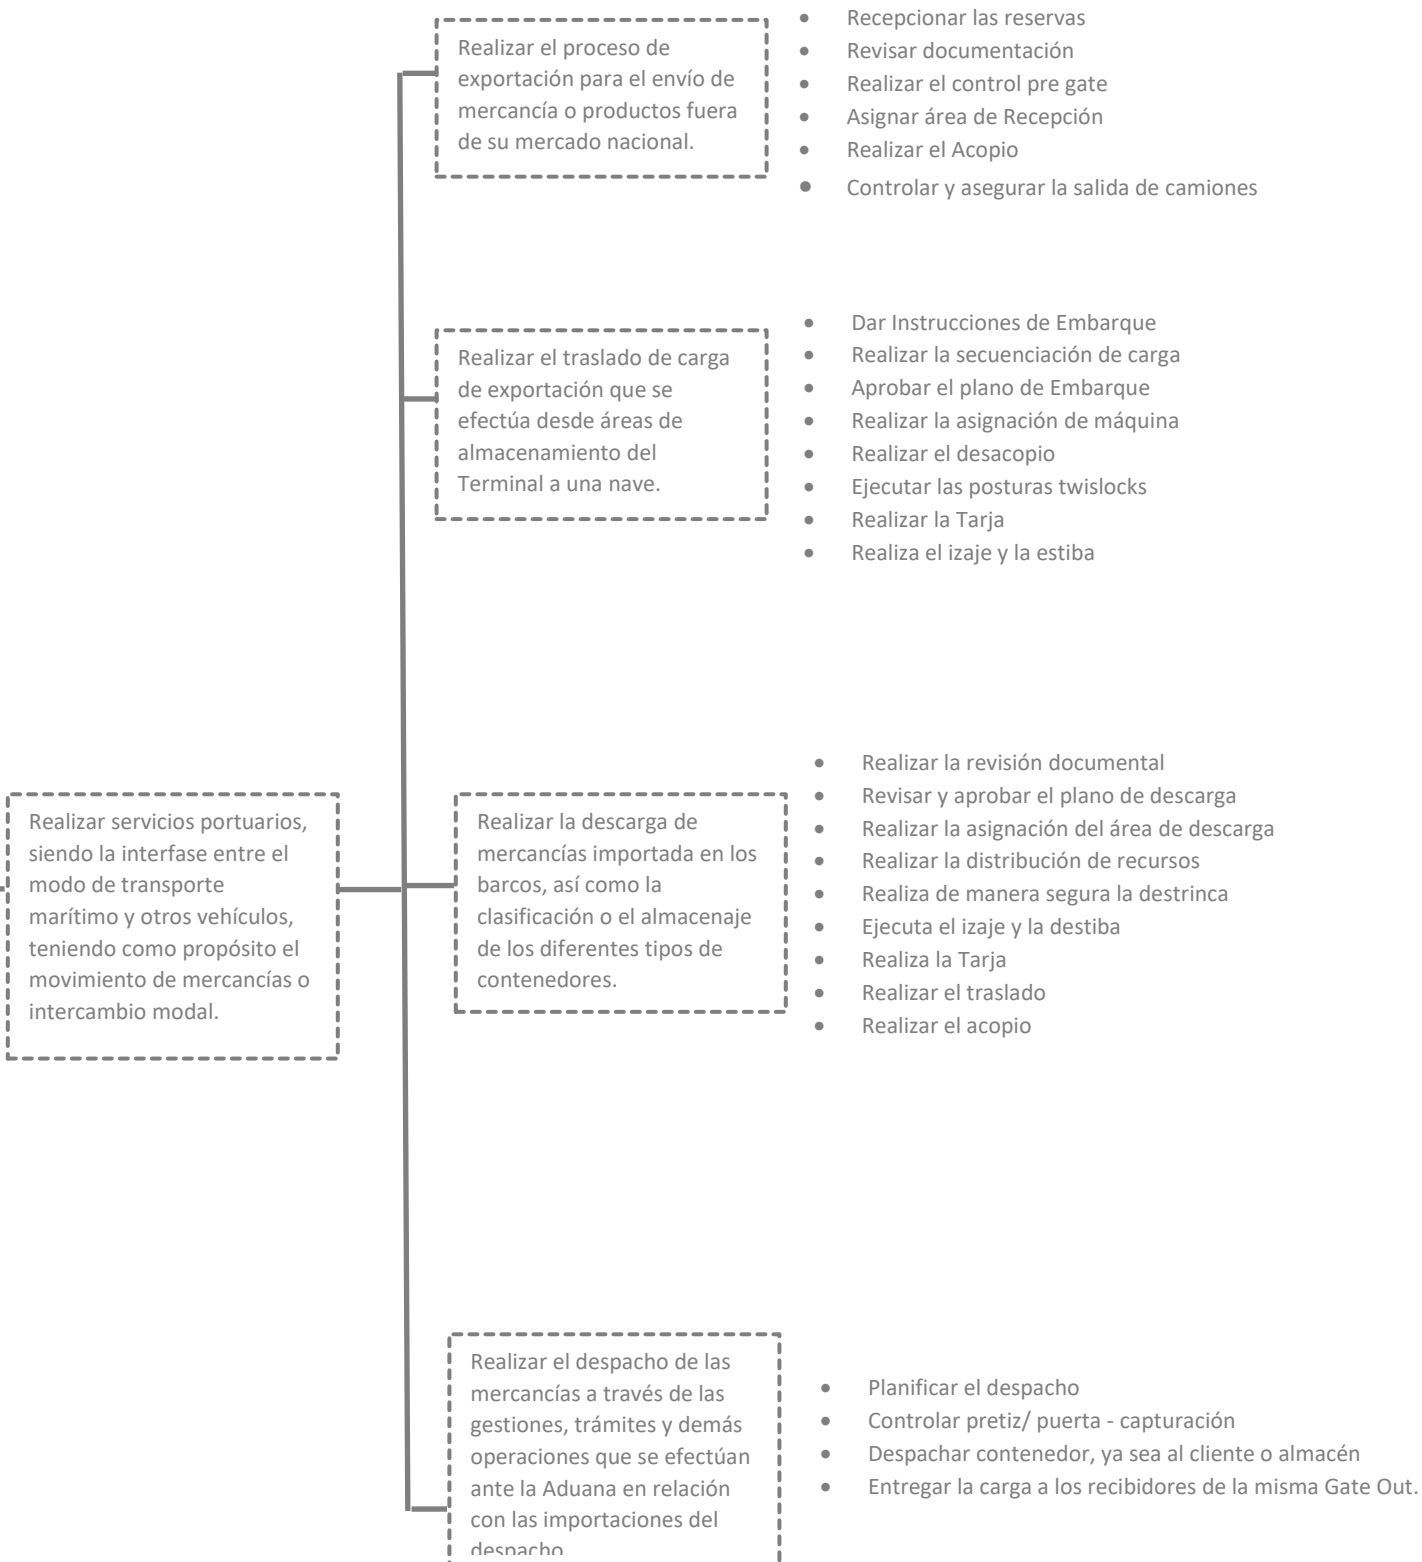 Realizar servicios portuarios,
siendo la interfase entre el
modo de transporte
marítimo y otros vehículos,
teniendo como propósito el
movimiento de mercancías o
intercambio modal.
Realizar el proceso de
exportación para el envío de
mercancía o productos fuera
de su mercado nacional.
• Recepcionar las reservas
• Revisar documentación
• Realizar el control pre gate
• Asignar área de Recepción
• Realizar el Acopio
• Controlar y asegurar la salida de camiones
Realizar el traslado de carga
de exportación que se
efectúa desde áreas de
almacenamiento del
Terminal a una nave.
• Dar Instrucciones de Embarque
• Realizar la secuenciación de carga
• Aprobar el plano de Embarque
• Realizar la asignación de máquina
• Realizar el desacopio
• Ejecutar las posturas twislocks
• Realizar la Tarja
• Realiza el izaje y la estiba
Realizar la descarga de
mercancías importada en los
barcos, así como la
clasificación o el almacenaje
de los diferentes tipos de
contenedores.
• Realizar la revisión documental
• Revisar y aprobar el plano de descarga
• Realizar la asignación del área de descarga
• Realizar la distribución de recursos
• Realiza de manera segura la destrinca
• Ejecuta el izaje y la destiba
• Realiza la Tarja
• Realizar el traslado
• Realizar el acopio
Realizar el despacho de las
mercancías a través de las
gestiones, trámites y demás
operaciones que se efectúan
ante la Aduana en relación
con las importaciones del
despacho
• Planificar el despacho
• Controlar pretiz/ puerta - capturación
• Despachar contenedor, ya sea al cliente o almacén
• Entregar la carga a los recibidores de la misma Gate Out.